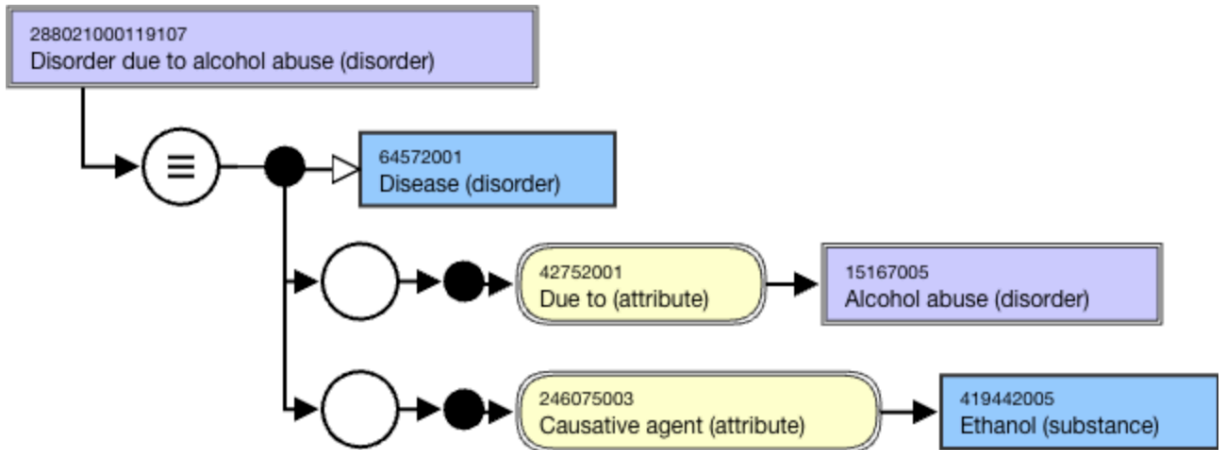 288021000119107
Disorder due to alcohol abuse (disorder)
64572001
Disease (disorder)
42752001
Due to (attribute)
15167005
Alcohol abuse (disorder)
246075003
Causative agent (attribute)
419442005
Ethanol (substance)